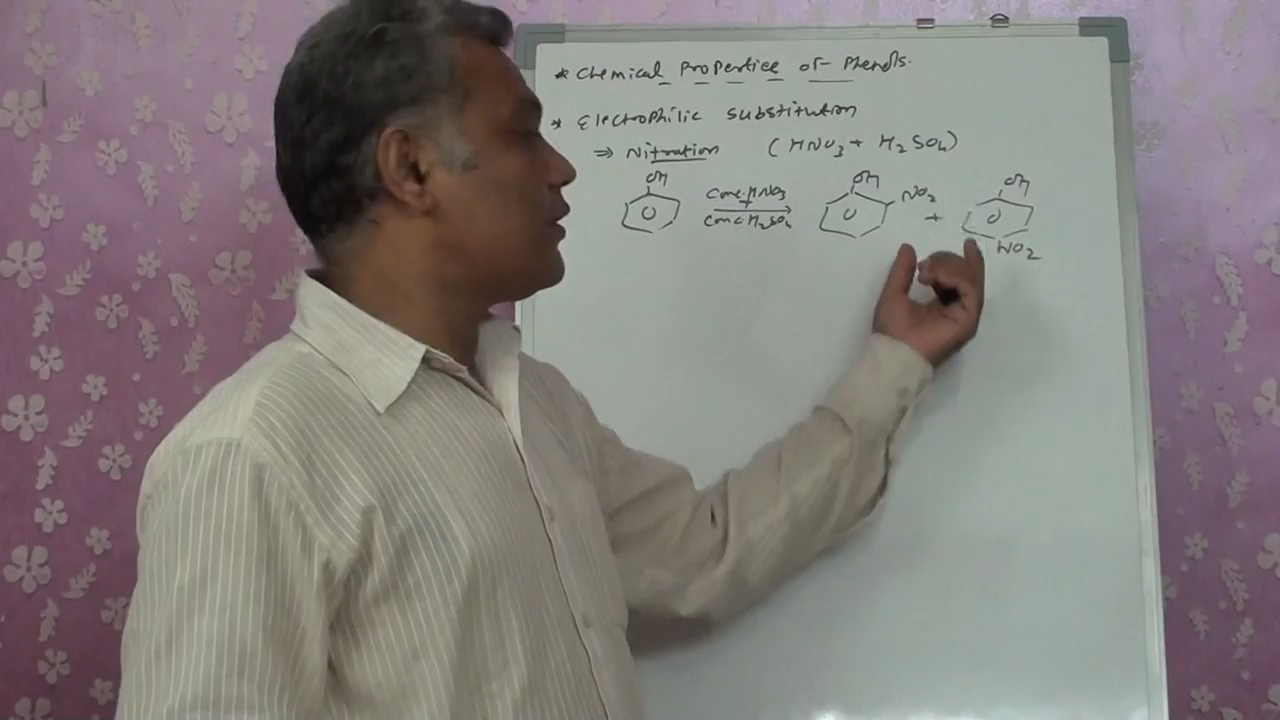 * Chemical Properties of Phenols.
* Electrophilic substitution
⇒ Nitration (HNO3 + H2SO4)
OH conc. HNO3 + conc H2SO4 OH NO2 + OH NO2